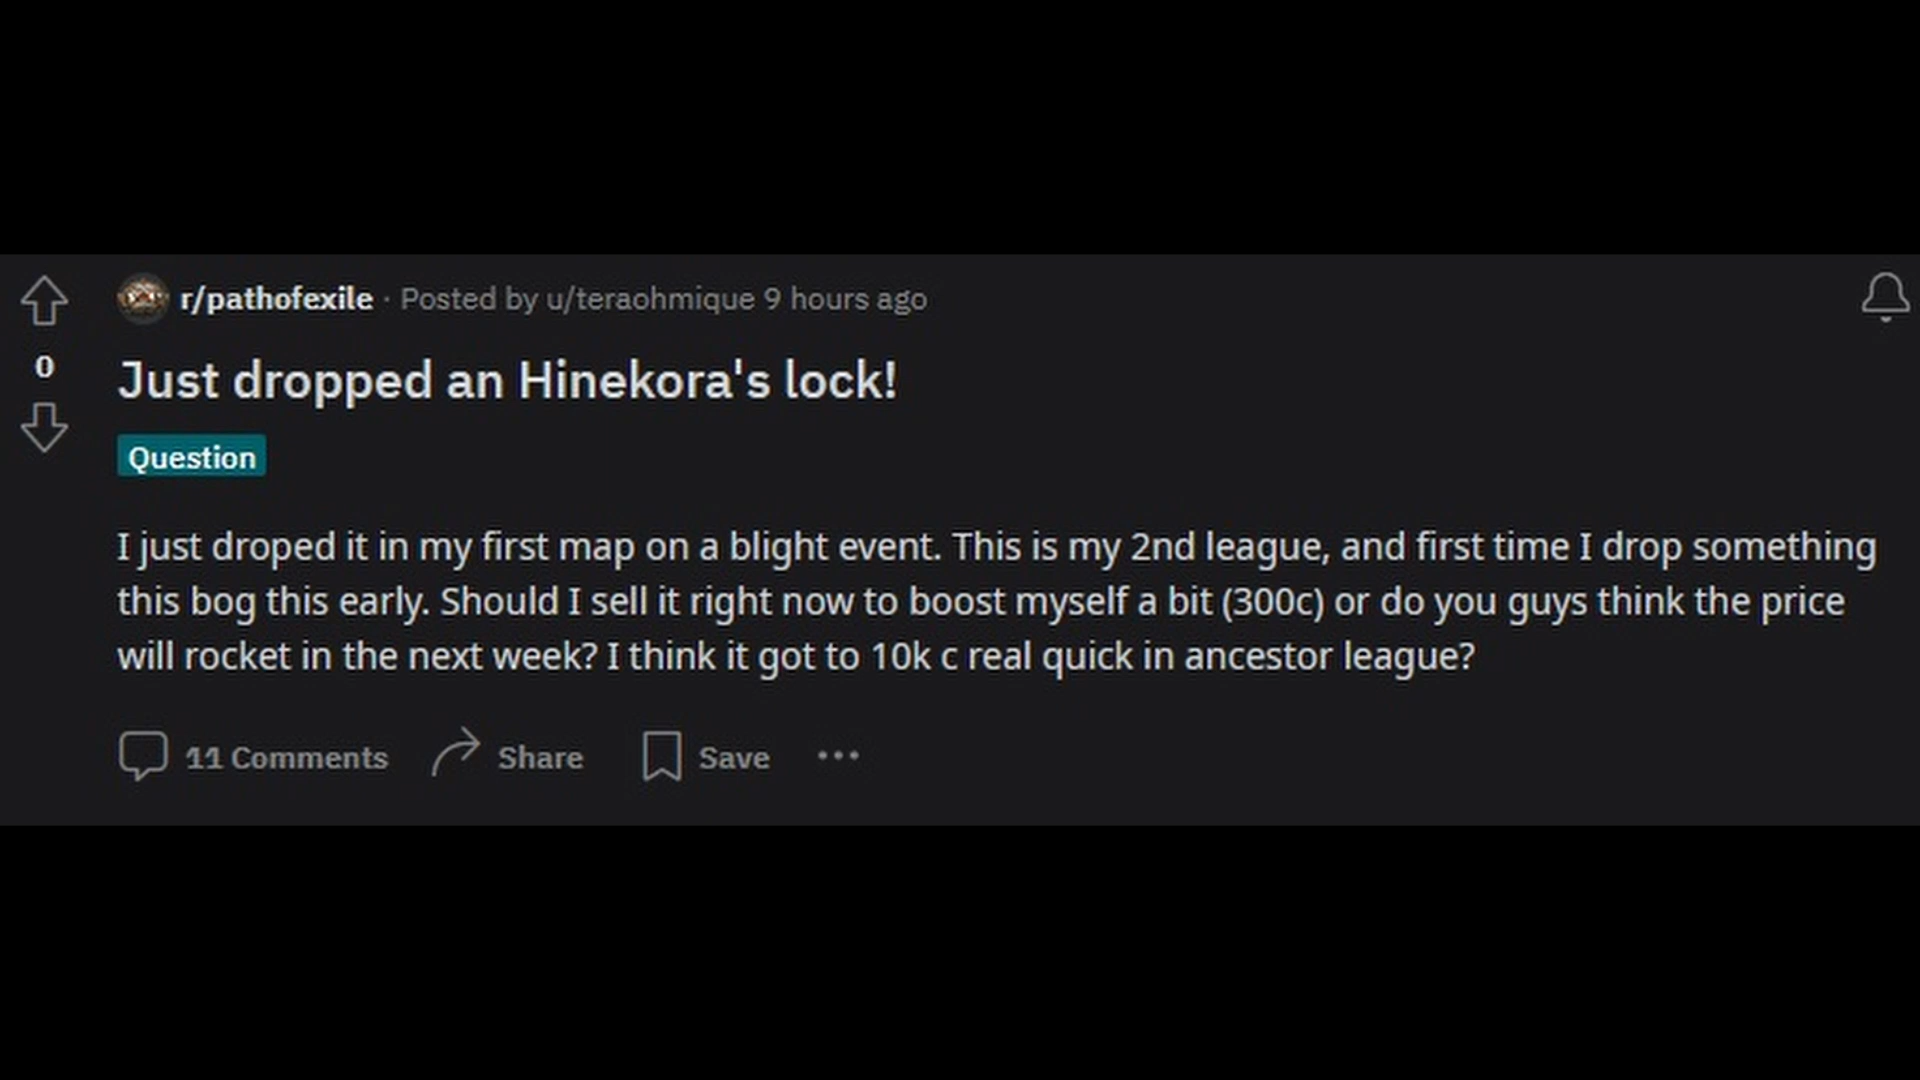 r/pathofexile · Posted by u/teraohmique 9 hours ago
0
Just dropped an Hinekora's lock!
Question
I just droped it in my first map on a blight event. This is my 2nd league, and first time I drop something
this bog this early. Should I sell it right now to boost myself a bit (300c) or do you guys think the price
will rocket in the next week? I think it got to 10k c real quick in ancestor league?
11 Comments Share Save ···